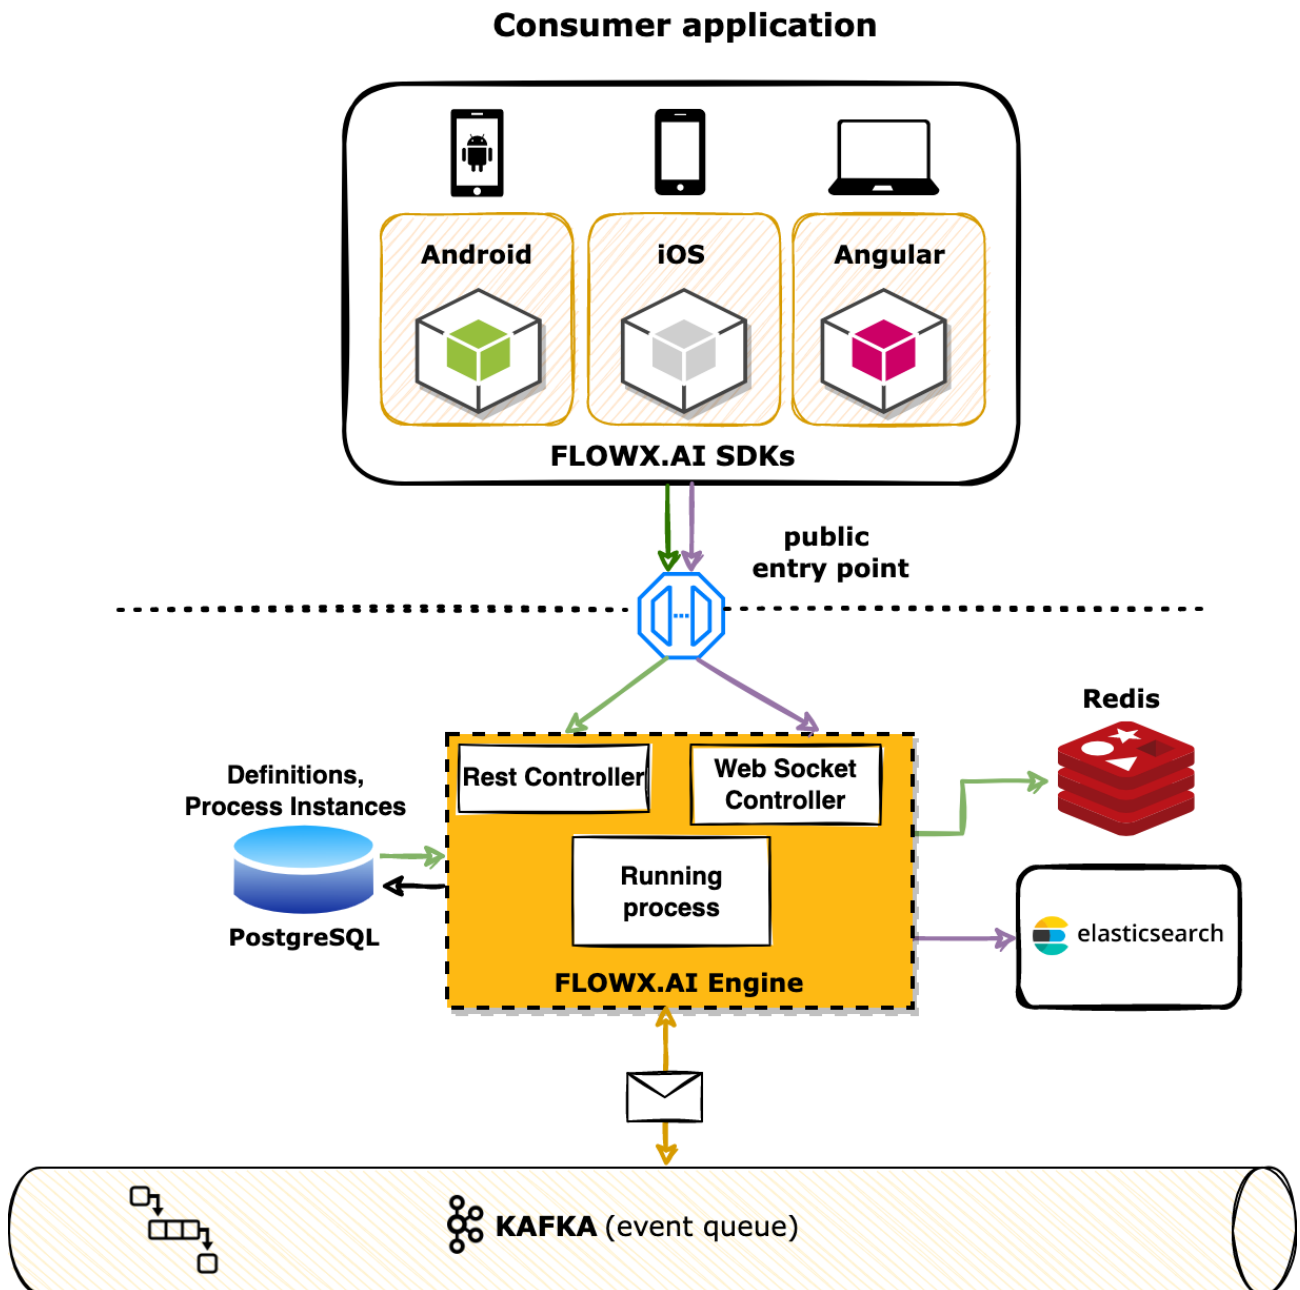 Consumer application
Android
iOS
Angular
FLOWX.AI SDKs
public
entry point
Redis
Rest Controller
Web Socket
Controller
Definitions,
Process Instances
Running
process
PostgreSQL
elasticsearch
FLOWX.AI Engine
KAFKA (event queue)